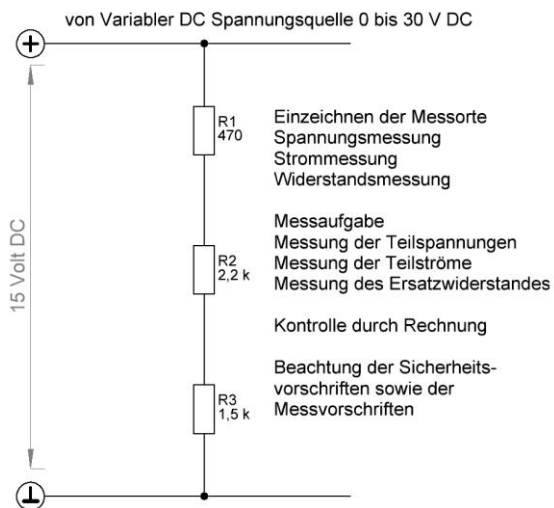 von Variabler DC Spannungsquelle 0 bis 30 V DC
15 Volt DC
R1
470
Einzeichnen der Messorte
Spannungsmessung
Strommessung
Widerstandsmessung
R2
2,2 k
Messaufgabe
Messung der Teilspannungen
Messung der Teilströme
Messung des Ersatzwiderstandes
Kontrolle durch Rechnung
R3
1,5 k
Beachtung der Sicherheits-
vorschriften sowie der
Messvorschriften